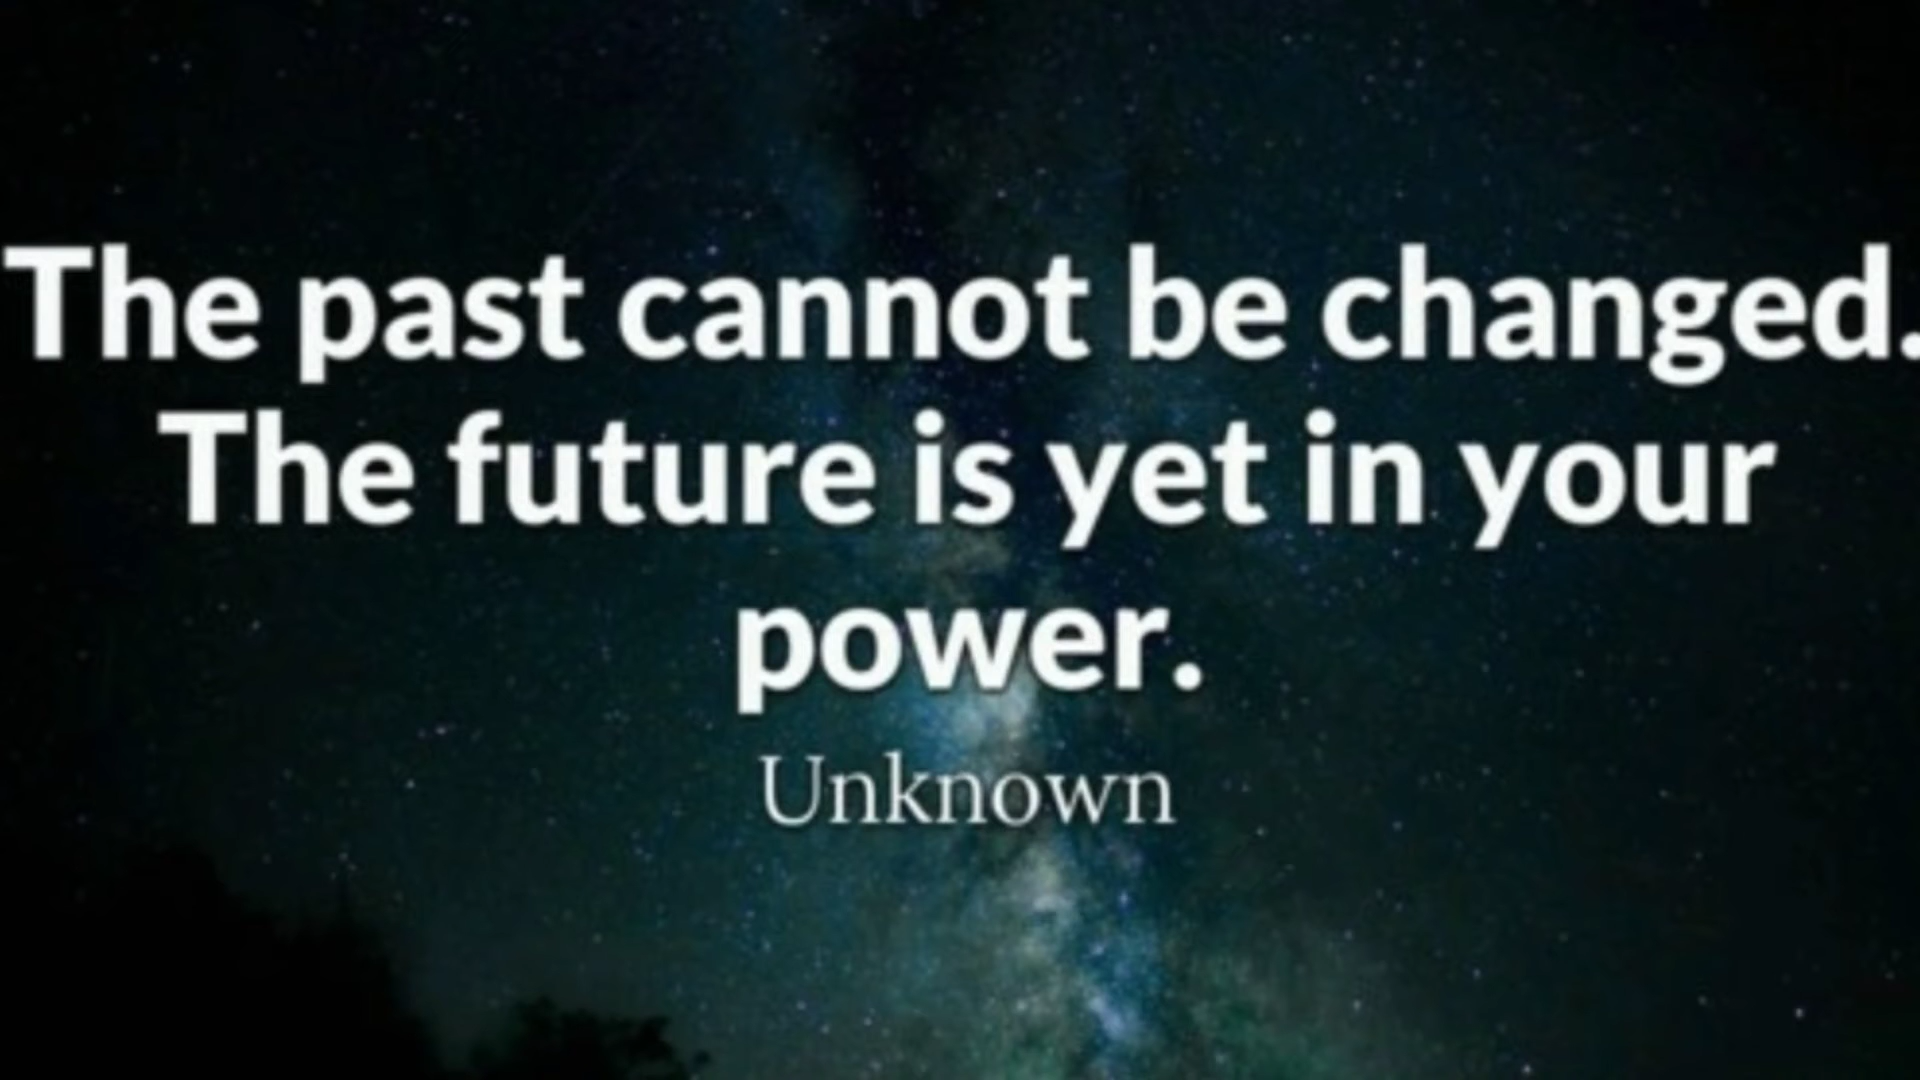 The past cannot be changed.
The future is yet in your
power.
Unknown